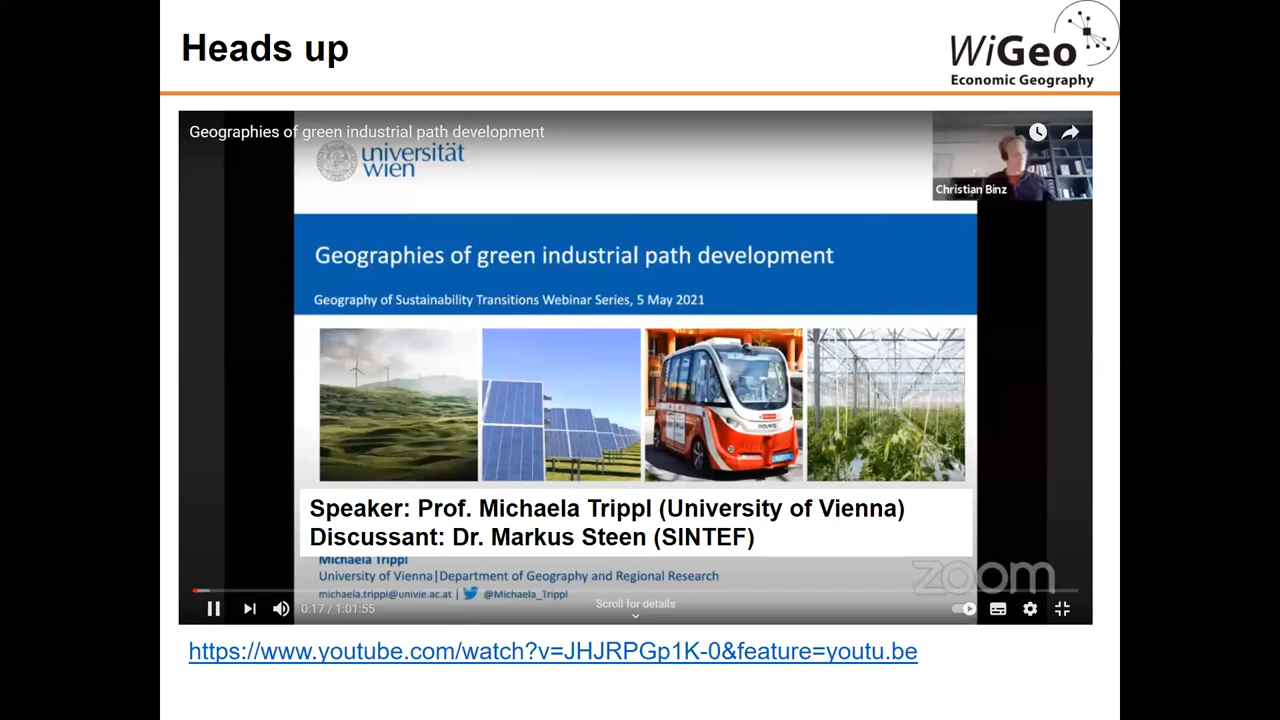 Heads up
WiGeo
Economic Geography
Geographies of green industrial path development
universität
wien
Christian Binz
Geographies of green industrial path development
Geography of Sustainability Transitions Webinar Series, 5 May 2021
Speaker: Prof. Michaela Trippl (University of Vienna)
Discussant: Dr. Markus Steen (SINTEF)
Michaela Trippl
University of Vienna|Department of Geography and Regional Research
michaela.trippl@univie.ac.at | @Michaela_Trippl
zoom
0:17 / 1:01:55
Scroll for details
https://www.youtube.com/watch?v=JHJRPGp1K-0&feature=youtu.be